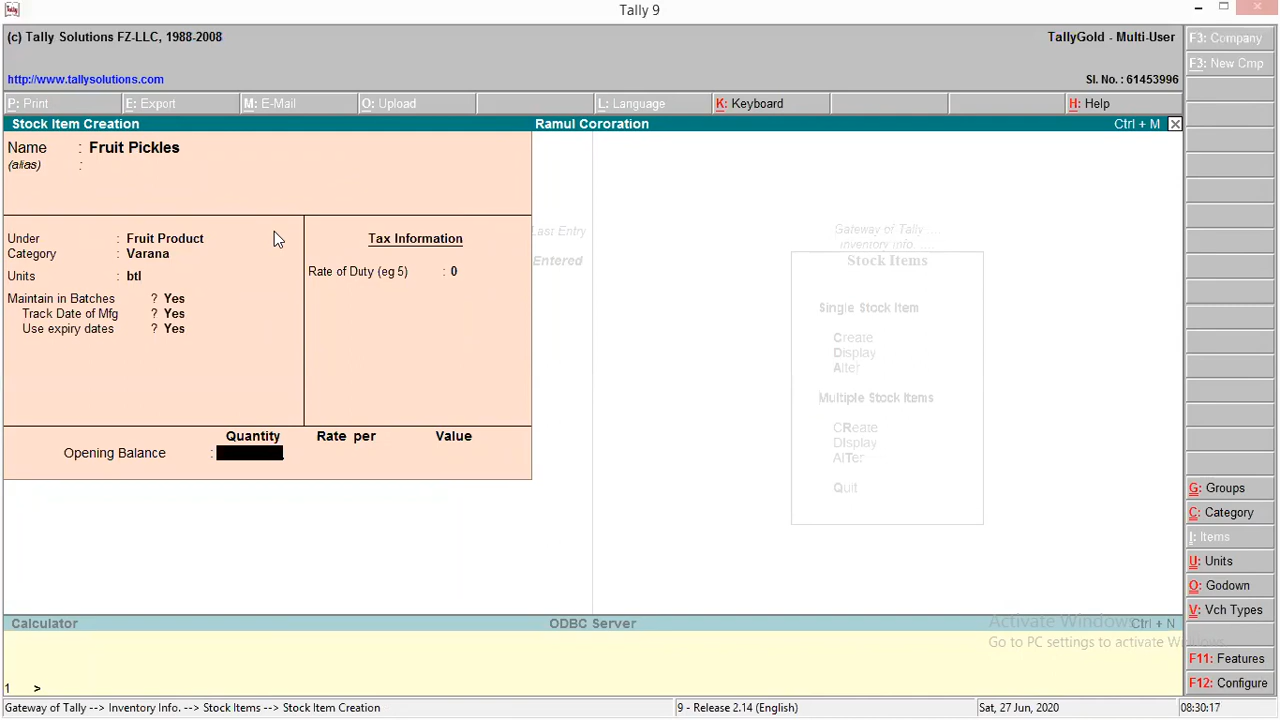 Tally 9
(c) Tally Solutions FZ-LLC, 1988-2008
TallyGold - Multi-User
http://www.tallysolutions.com
Sl. No. : 61453996
P: Print
E: Export
M: E-Mail
O: Upload
L: Language
K: Keyboard
H: Help
Stock Item Creation
Ramul Cororation
Ctrl + M
Name : Fruit Pickles
(alias) :
Under : Fruit Product
Category : Varana
Units : btl
Maintain in Batches ? Yes
Track Date of Mfg ? Yes
Use expiry dates ? Yes
Tax Information
Rate of Duty (eg 5) : 0
Quantity Rate per Value
Opening Balance :
Last Entry
Entered
Gateway of Tally ....
Inventory Info. ....
Stock Items
Single Stock Item
Create
Display
Alter
Multiple Stock Items
CReate
DIsplay
AlTer
Quit
F3: Company
F3: New Cmp
G: Groups
C: Category
I: Items
U: Units
O: Godown
V: Vch Types
F11: Features
F12: Configure
Calculator
ODBC Server
Ctrl + N
Activate Windows
Go to PC settings to activate Windows.
1 >
Gateway of Tally --> Inventory Info. --> Stock Items --> Stock Item Creation
9 - Release 2.14 (English)
Sat, 27 Jun, 2020
08:30:17